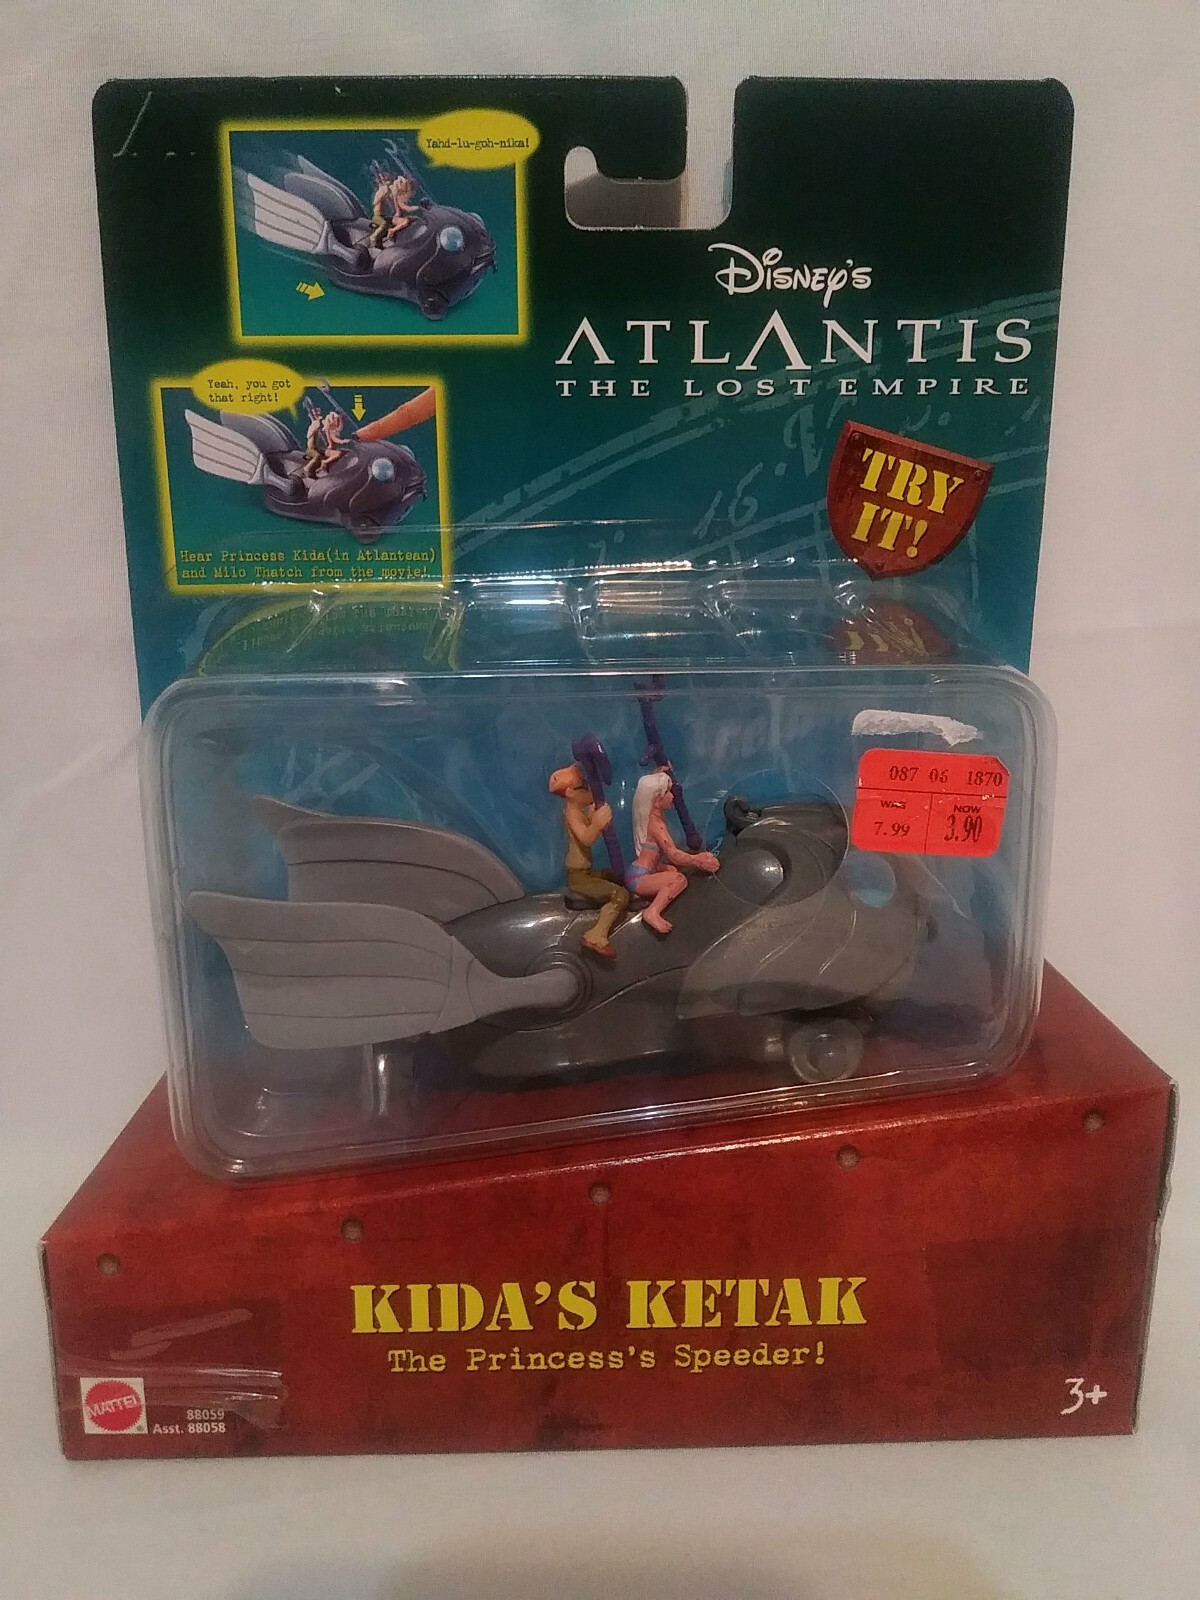 Yahd-lu-goh-nika!
Yeah, you got
that right!
Hear Princess Kida(in Atlantean)
and Milo Thatch from the movie!
DISNEY'S
ATLANTIS
THE LOST EMPIRE
TRY
IT!
087 06 1870
WAS
7.99
NOW
3.90
KIDA'S KETAK
The Princess's Speeder!
MATTEL
88059
Asst. 88058
3+